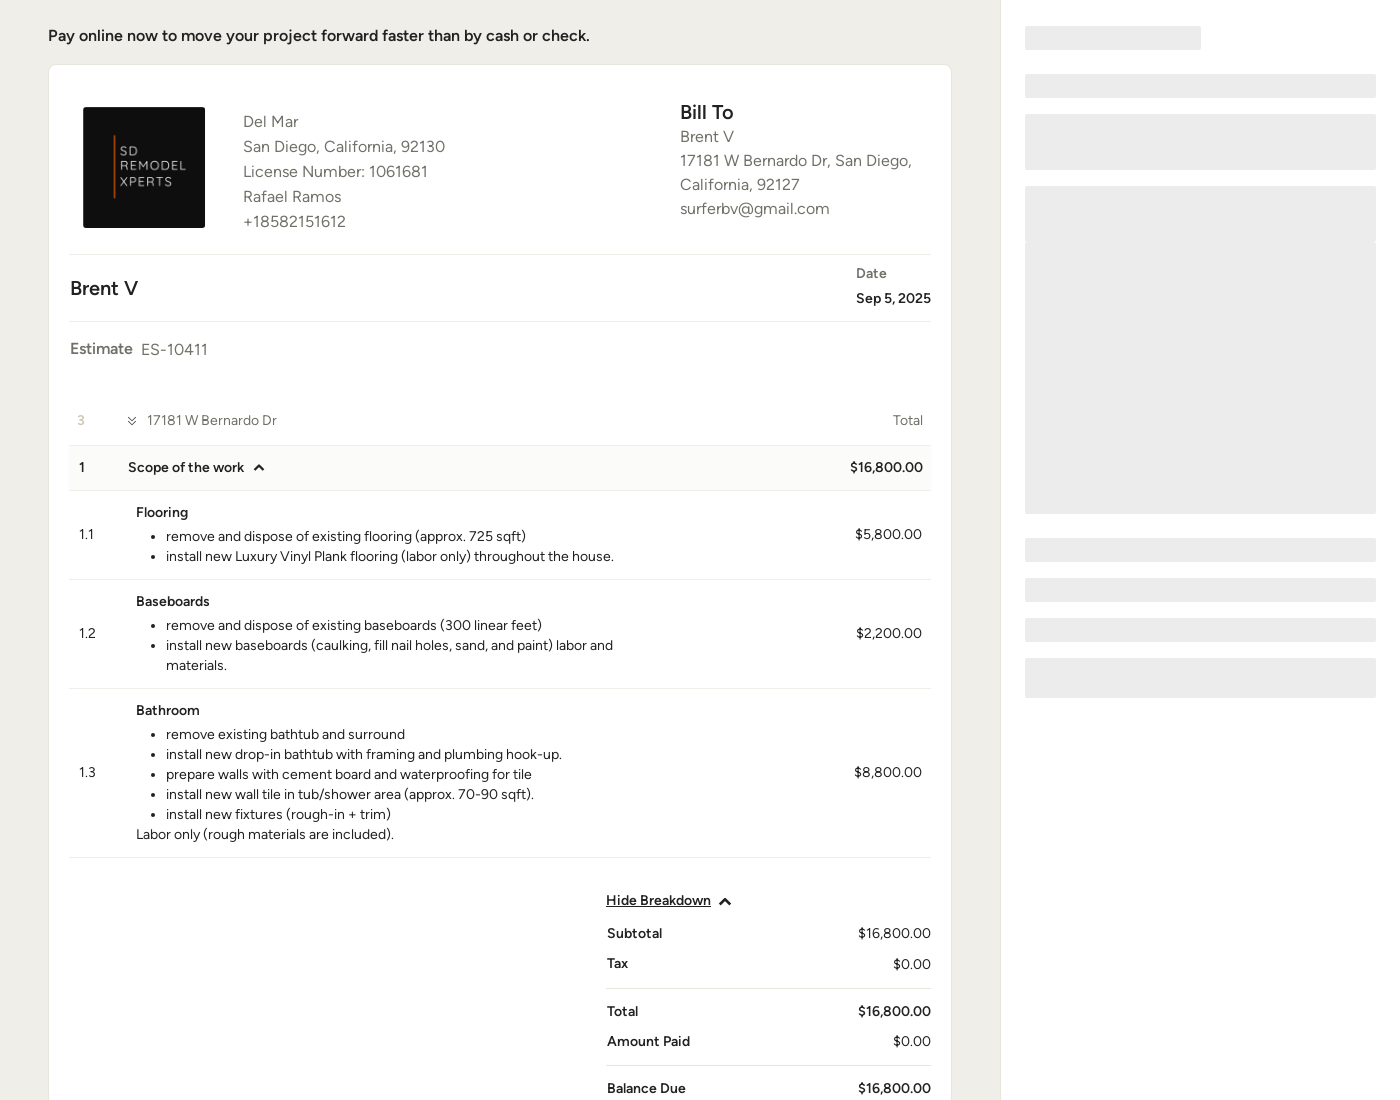 Pay online now to move your project forward faster than by cash or check.
SD
REMODEL
XPERTS
Del Mar
San Diego, California, 92130
License Number: 1061681
Rafael Ramos
+18582151612
Bill To
Brent V
17181 W Bernardo Dr, San Diego,
California, 92127
surferbv@gmail.com
Brent V
Date
Sep 5, 2025
Estimate ES-10411
3 17181 W Bernardo Dr Total
1 Scope of the work $16,800.00
Flooring
1.1 $5,800.00
• remove and dispose of existing flooring (approx. 725 sqft)
• install new Luxury Vinyl Plank flooring (labor only) throughout the house.
Baseboards
• remove and dispose of existing baseboards (300 linear feet)
1.2 $2,200.00
• install new baseboards (caulking, fill nail holes, sand, and paint) labor and
materials.
Bathroom
• remove existing bathtub and surround
• install new drop-in bathtub with framing and plumbing hook-up.
1.3 $8,800.00
• prepare walls with cement board and waterproofing for tile
• install new wall tile in tub/shower area (approx. 70-90 sqft).
• install new fixtures (rough-in + trim)
Labor only (rough materials are included).
Hide Breakdown
Subtotal $16,800.00
Tax $0.00
Total $16,800.00
Amount Paid $0.00
Balance Due $16,800.00